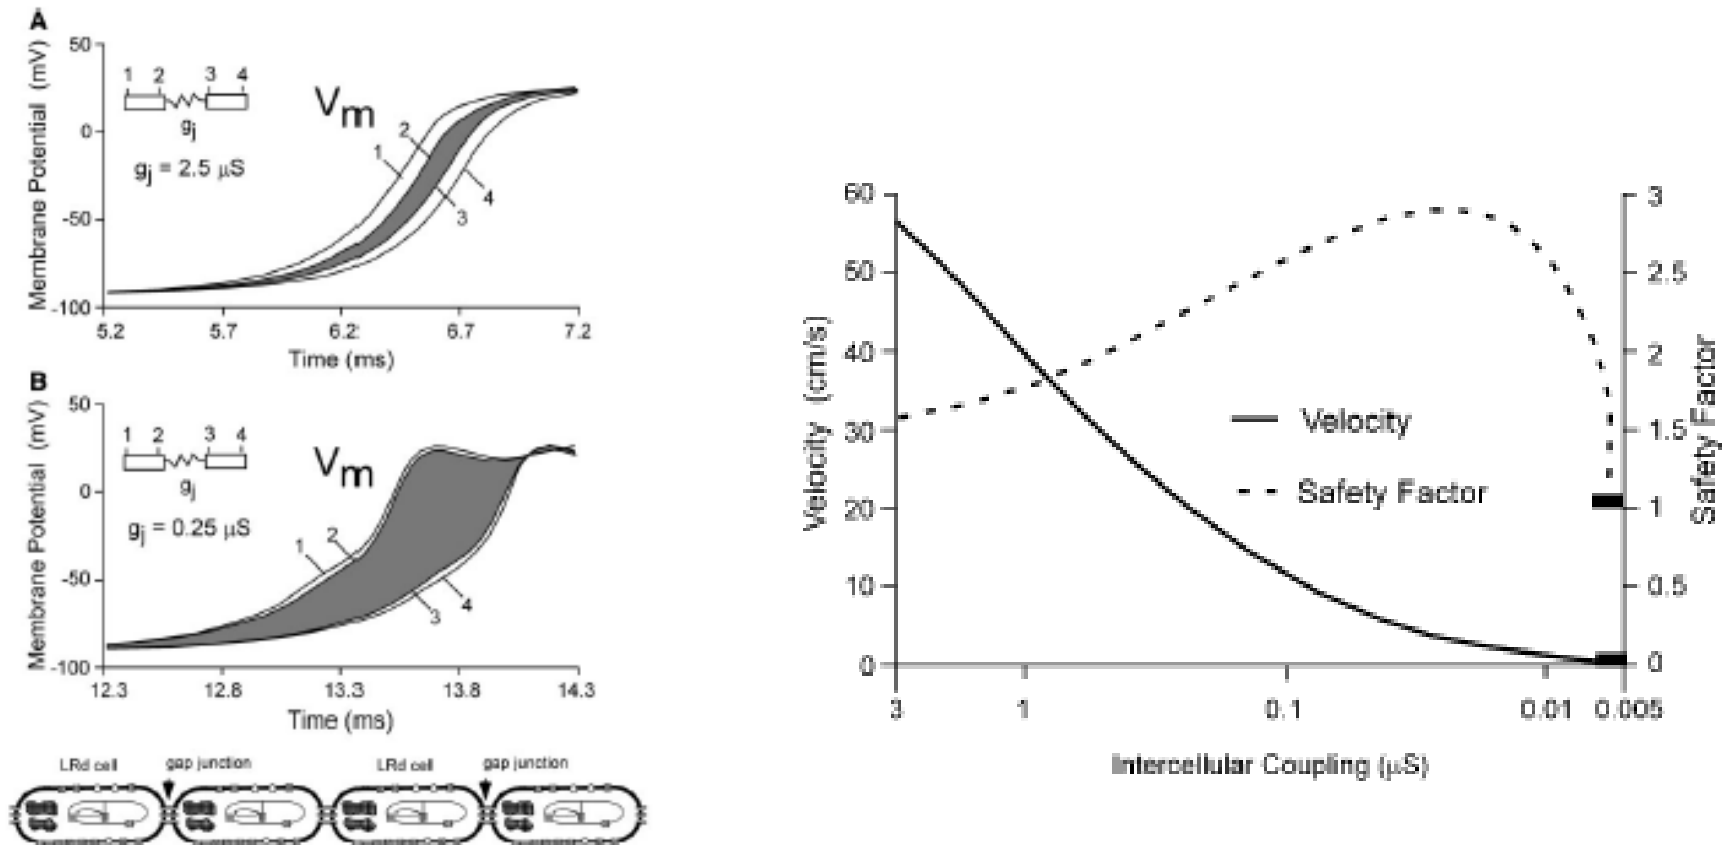 A
Membrane Potential (mV)
50
0
-50
-100
1 2 3 4
gj
gj = 2.5 μS
Vm
1
2
3
4
5.2 5.7 6.2 6.7 7.2
Time (ms)
B
Membrane Potential (mV)
50
0
-50
-100
1 2 3 4
gj
gj = 0.25 μS
Vm
1
2
3
4
12.3 12.8 13.3 13.8 14.3
Time (ms)
LRd cell gap junction LRd cell gap junction
Velocity (cm/s)
60
50
40
30
20
10
0
Velocity
Safety Factor
3
2.5
2
1.5
1
0.5
0
Safety Factor
3 1 0.1 0.01 0.005
Intercellular Coupling (μS)